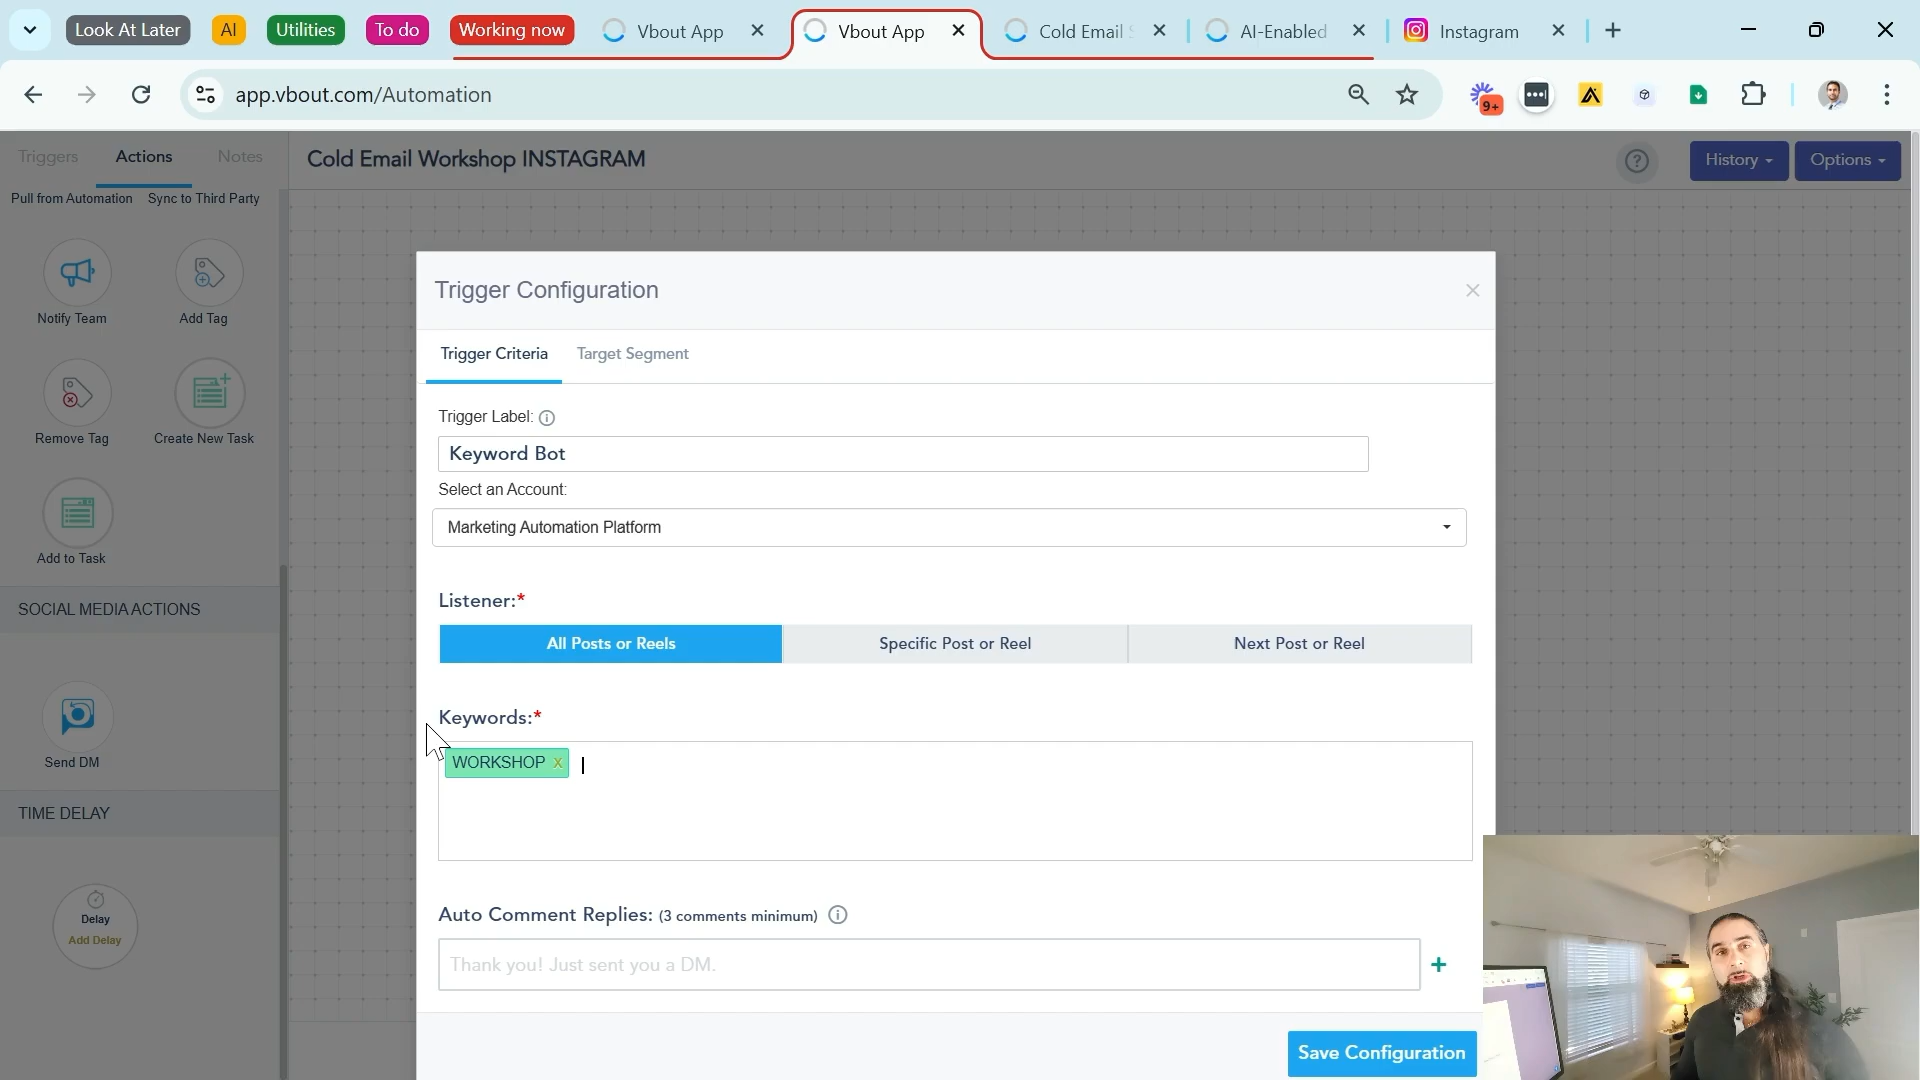 Look At Later
AI
Utilities
To do
Working now
Vbout App
Vbout App
Cold Email
AI-Enabled
Instagram
app.vbout.com/Automation
9+
Triggers
Actions
Notes
Cold Email Workshop INSTAGRAM
?
History
Options
Pull from Automation
Sync to Third Party
Notify Team
Add Tag
Remove Tag
Create New Task
Add to Task
SOCIAL MEDIA ACTIONS
Send DM
TIME DELAY
Delay
Add Delay
Trigger Configuration
Trigger Criteria
Target Segment
Trigger Label:
Keyword Bot
Select an Account:
Marketing Automation Platform
Listener:*
All Posts or Reels
Specific Post or Reel
Next Post or Reel
Keywords:*
WORKSHOP x
Auto Comment Replies: (3 comments minimum)
Thank you! Just sent you a DM.
+
Save Configuration